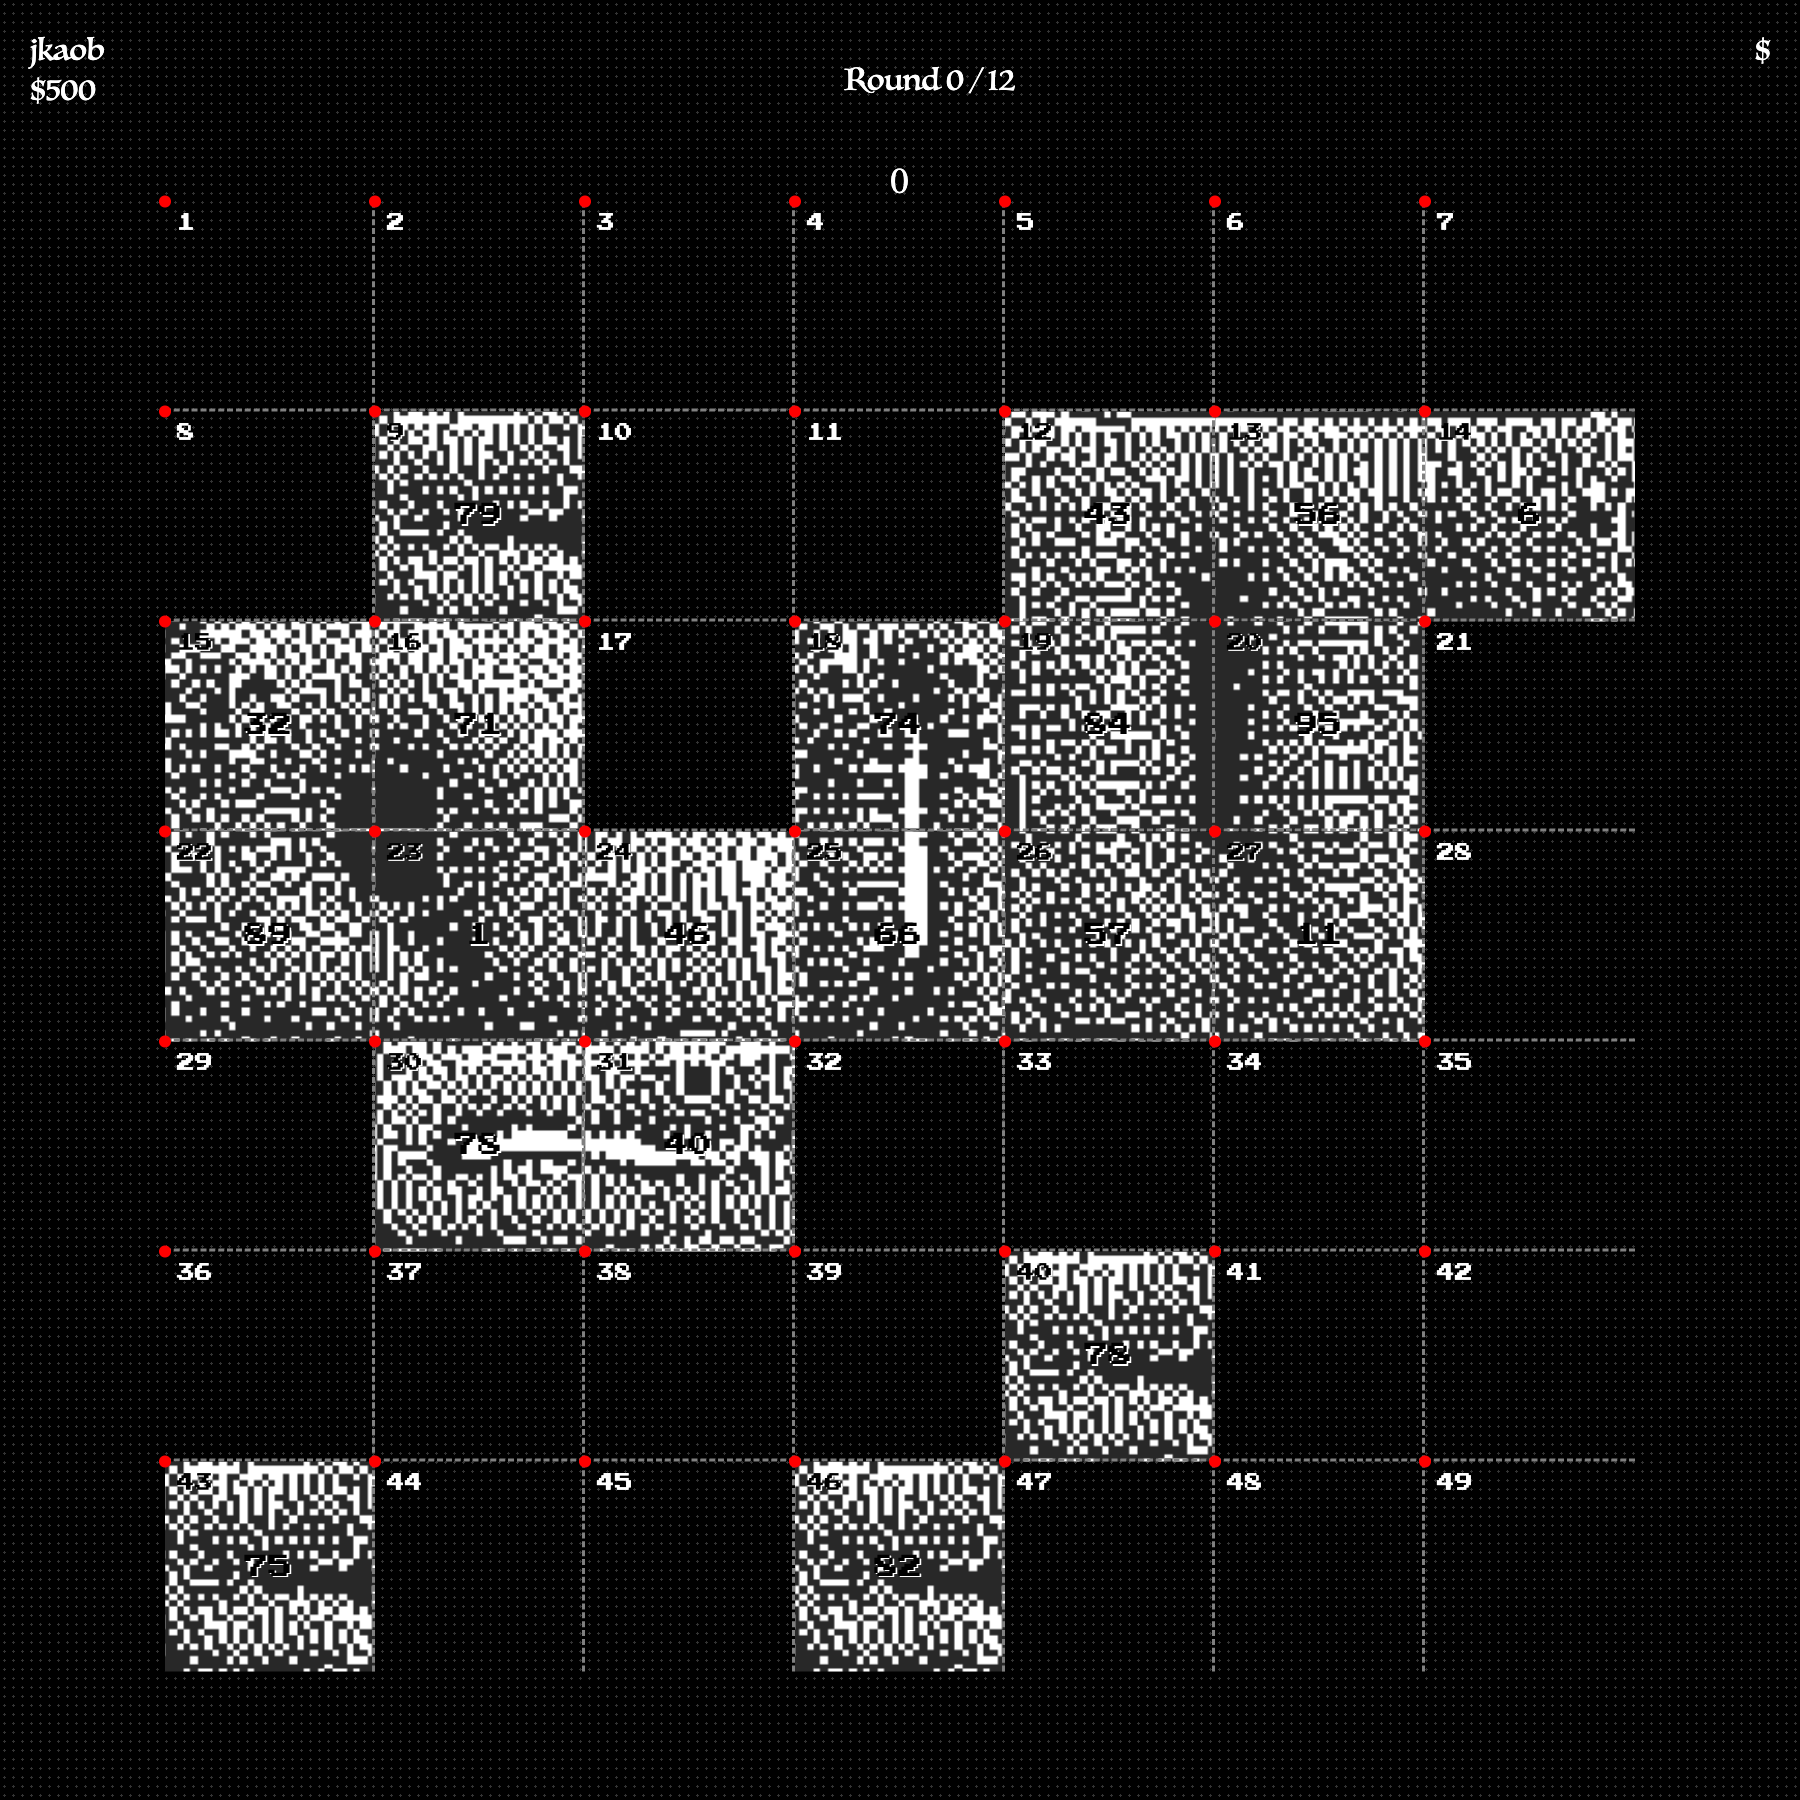 jkaob
$
$500
Round 0 / 12
0
1 2 3 4 5 6 7
8 9 10 11 12 13 14
79 43 56 6
15 16 17 18 19 20 21
32 71 74 84 95
22 23 24 25 26 27 28
89 1 46 66 57 11
29 30 31 32 33 34 35
78 40
36 37 38 39 40 41 42
78
43 44 45 46 47 48 49
75 82